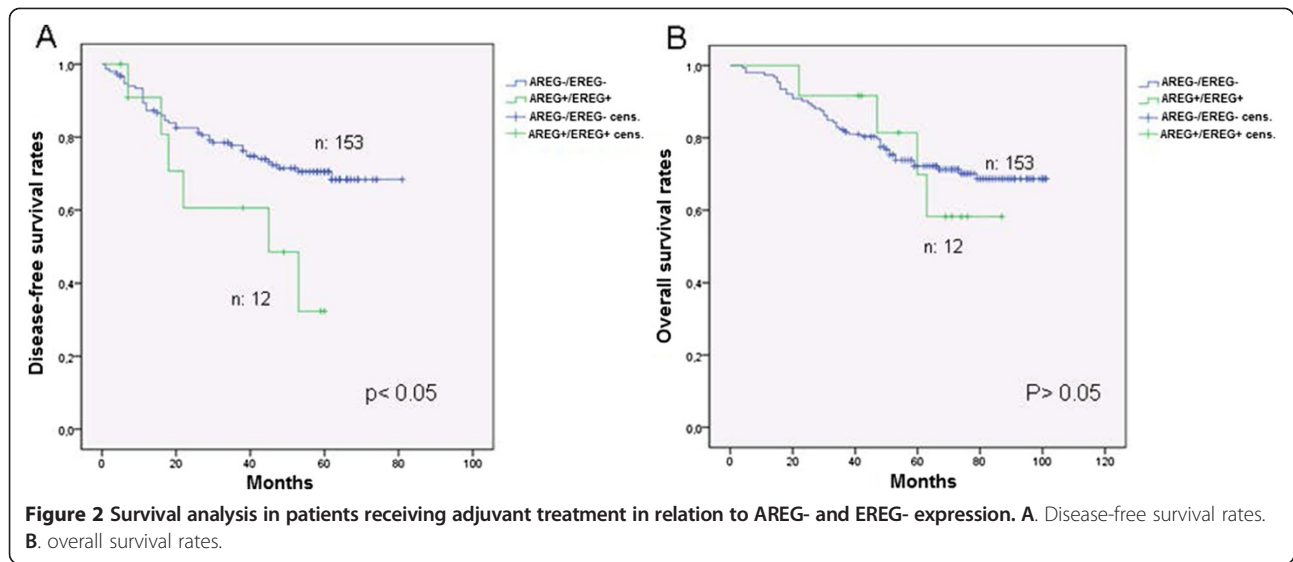 A
Disease-free survival rates
1,0
0,8
0,6
0,4
0,2
0,0
n: 153
n: 12
p< 0.05
0 20 40 60 80 100
Months
AREG-/EREG-
AREG+/EREG+
AREG-/EREG- cens.
AREG+/EREG+ cens.
B
Overall survival rates
1,0
0,8
0,6
0,4
0,2
0,0
n: 153
n: 12
P> 0.05
0 20 40 60 80 100 120
Months
AREG-/EREG-
AREG+/EREG+
AREG-/EREG- cens.
AREG+/EREG+ cens.
Figure 2 Survival analysis in patients receiving adjuvant treatment in relation to AREG- and EREG- expression. A. Disease-free survival rates.
B. overall survival rates.